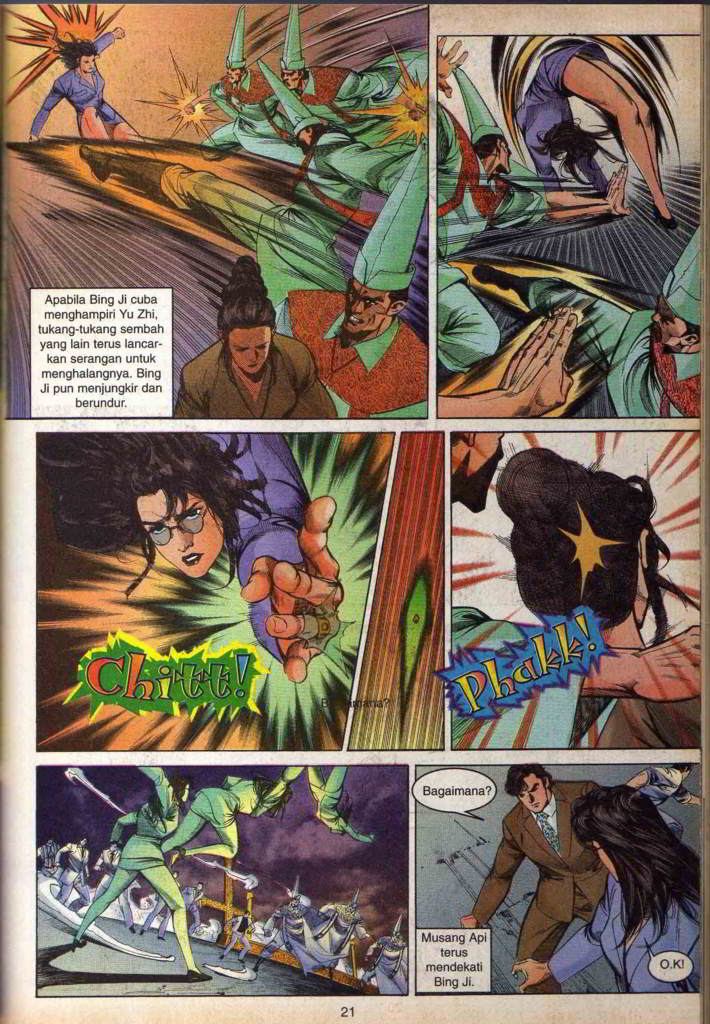 Apabila Bing Ji cuba
menghampiri Yu Zhi,
tukang-tukang sembah
yang lain terus lancar-
kan serangan untuk
menghalangnya. Bing
Ji pun menjungkir dan
berundur.
Chitt!
Phakk!
Bagaimana?
Musang Api
terus
mendekati
Bing Ji.
O.K!
21